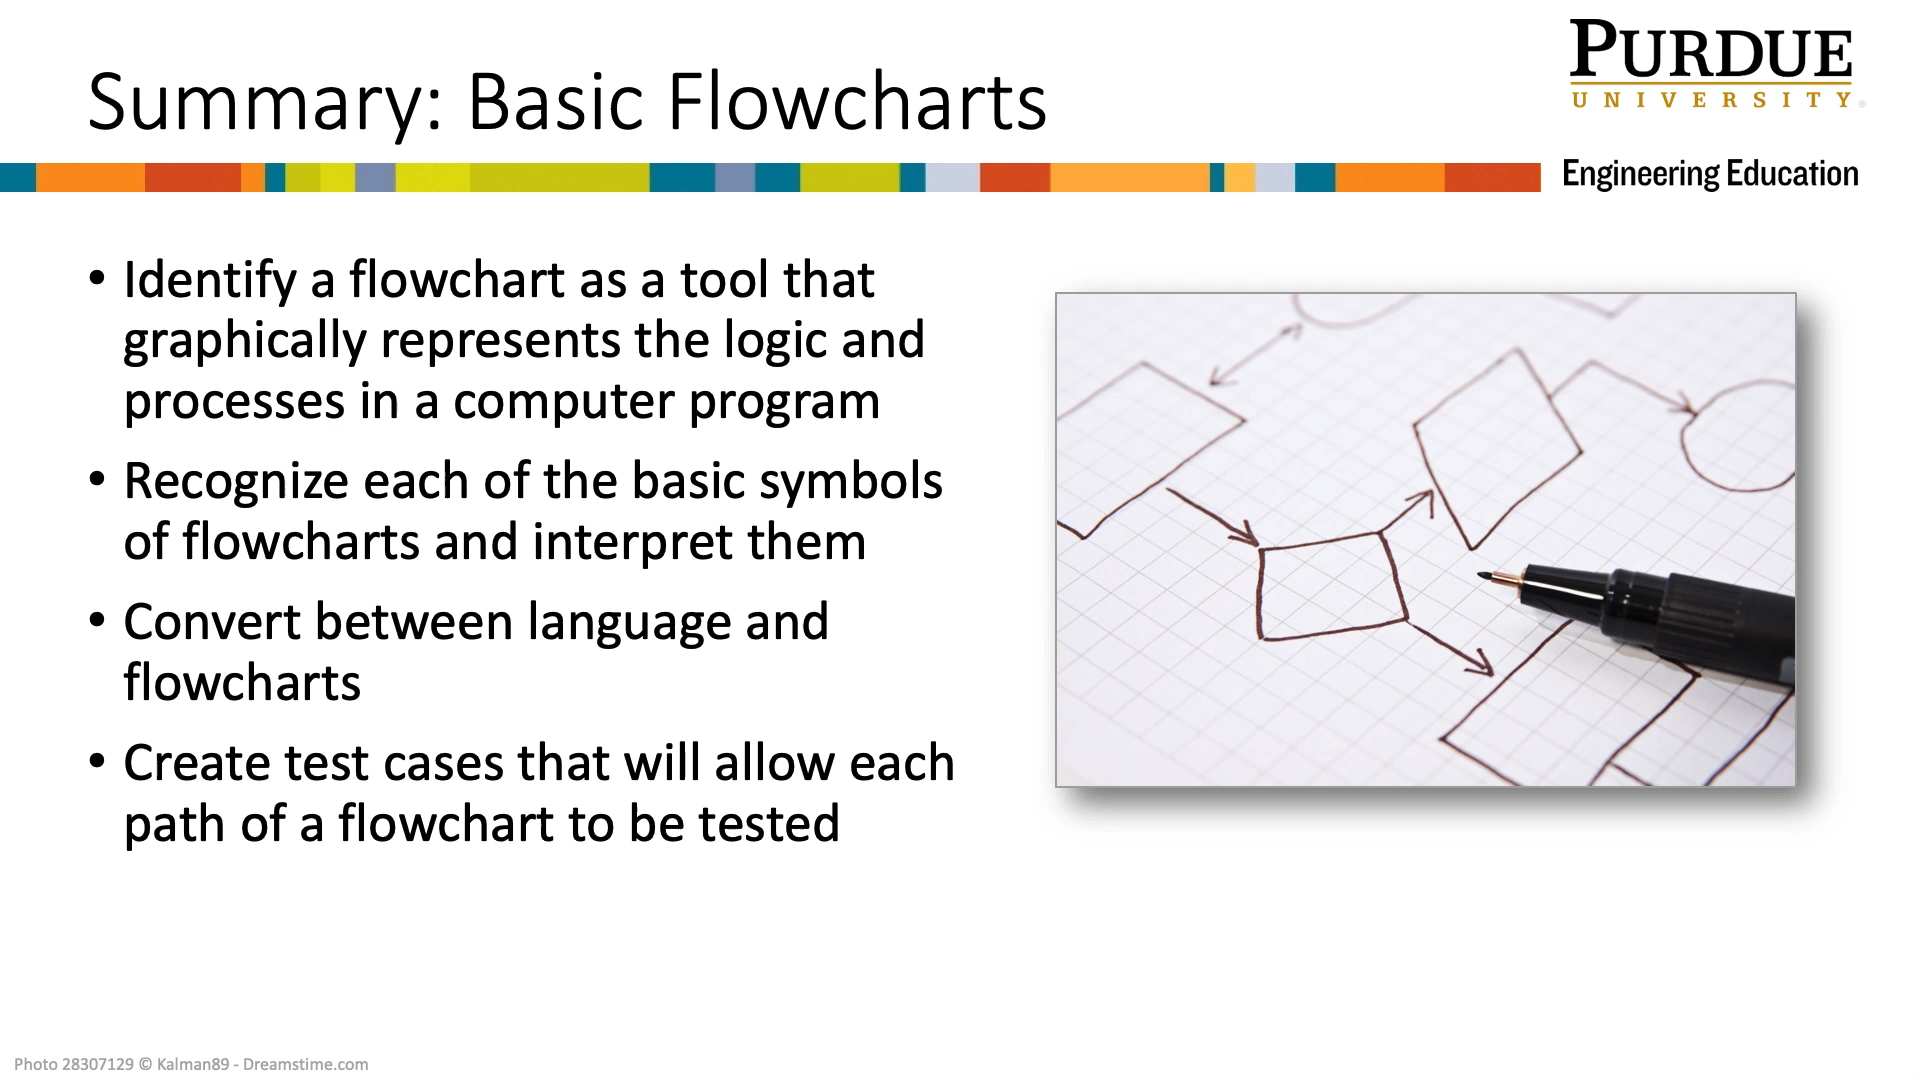 Summary: Basic Flowcharts
PURDUE
UNIVERSITY®
Engineering Education
• Identify a flowchart as a tool that
graphically represents the logic and
processes in a computer program
• Recognize each of the basic symbols
of flowcharts and interpret them
• Convert between language and
flowcharts
• Create test cases that will allow each
path of a flowchart to be tested
Photo 28307129 © Kalman89 - Dreamstime.com